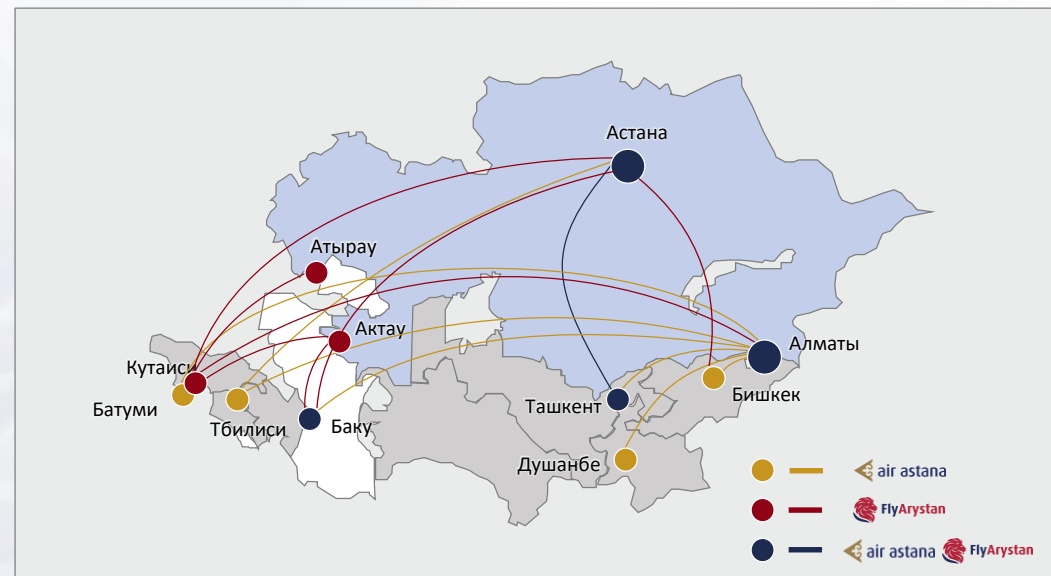 Астана
Атырау
Актау
Алматы
Кутаиси
Бишкек
Батуми
Ташкент
Тбилиси
Баку
Душанбе
air astana
FlyArystan
air astana FlyArystan